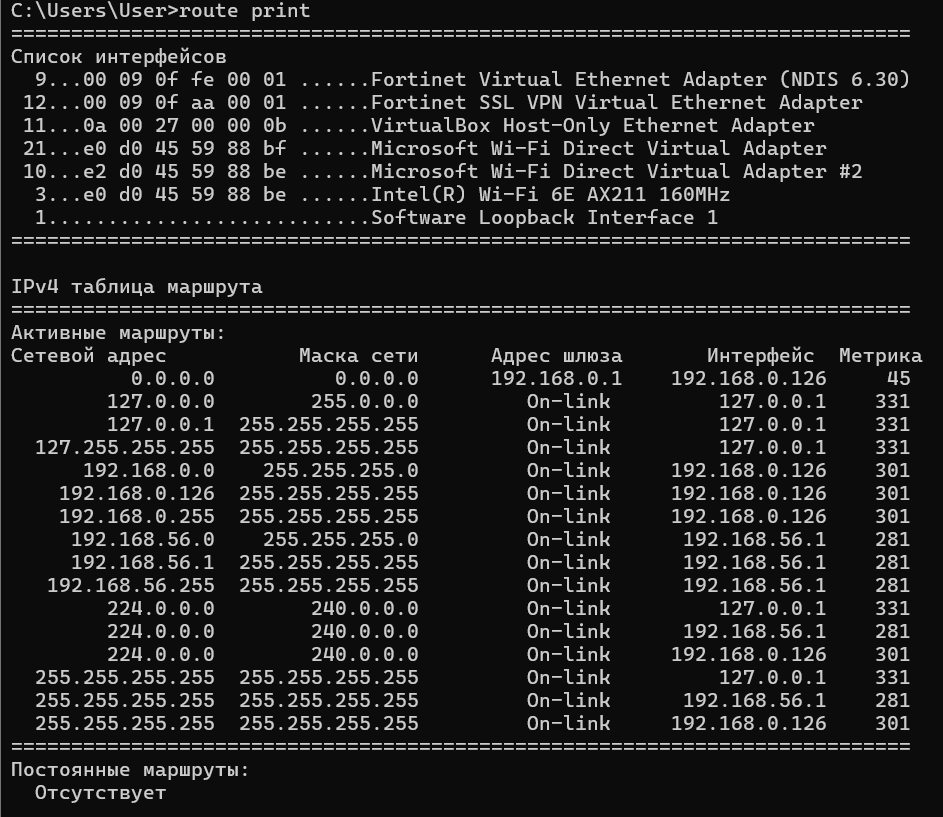 C:\Users\User>route print
===========================================================================
Список интерфейсов
  9...00 09 0f fe 00 01 ......Fortinet Virtual Ethernet Adapter (NDIS 6.30)
 12...00 09 0f aa 00 01 ......Fortinet SSL VPN Virtual Ethernet Adapter
 11...0a 00 27 00 00 0b ......VirtualBox Host-Only Ethernet Adapter
 21...e0 d0 45 59 88 bf ......Microsoft Wi-Fi Direct Virtual Adapter
 10...e2 d0 45 59 88 be ......Microsoft Wi-Fi Direct Virtual Adapter #2
  3...e0 d0 45 59 88 be ......Intel(R) Wi-Fi 6E AX211 160MHz
  1...........................Software Loopback Interface 1
===========================================================================

IPv4 таблица маршрута
===========================================================================
Активные маршруты:
Сетевой адрес           Маска сети      Адрес шлюза       Интерфейс  Метрика
          0.0.0.0          0.0.0.0      192.168.0.1    192.168.0.126     45
        127.0.0.0        255.0.0.0         On-link         127.0.0.1    331
        127.0.0.1  255.255.255.255         On-link         127.0.0.1    331
  127.255.255.255  255.255.255.255         On-link         127.0.0.1    331
      192.168.0.0    255.255.255.0         On-link     192.168.0.126    301
    192.168.0.126  255.255.255.255         On-link     192.168.0.126    301
    192.168.0.255  255.255.255.255         On-link     192.168.0.126    301
     192.168.56.0    255.255.255.0         On-link      192.168.56.1    281
     192.168.56.1  255.255.255.255         On-link      192.168.56.1    281
   192.168.56.255  255.255.255.255         On-link      192.168.56.1    281
        224.0.0.0        240.0.0.0         On-link         127.0.0.1    331
        224.0.0.0        240.0.0.0         On-link      192.168.56.1    281
        224.0.0.0        240.0.0.0         On-link     192.168.0.126    301
  255.255.255.255  255.255.255.255         On-link         127.0.0.1    331
  255.255.255.255  255.255.255.255         On-link      192.168.56.1    281
  255.255.255.255  255.255.255.255         On-link     192.168.0.126    301
===========================================================================
Постоянные маршруты:
  Отсутствует